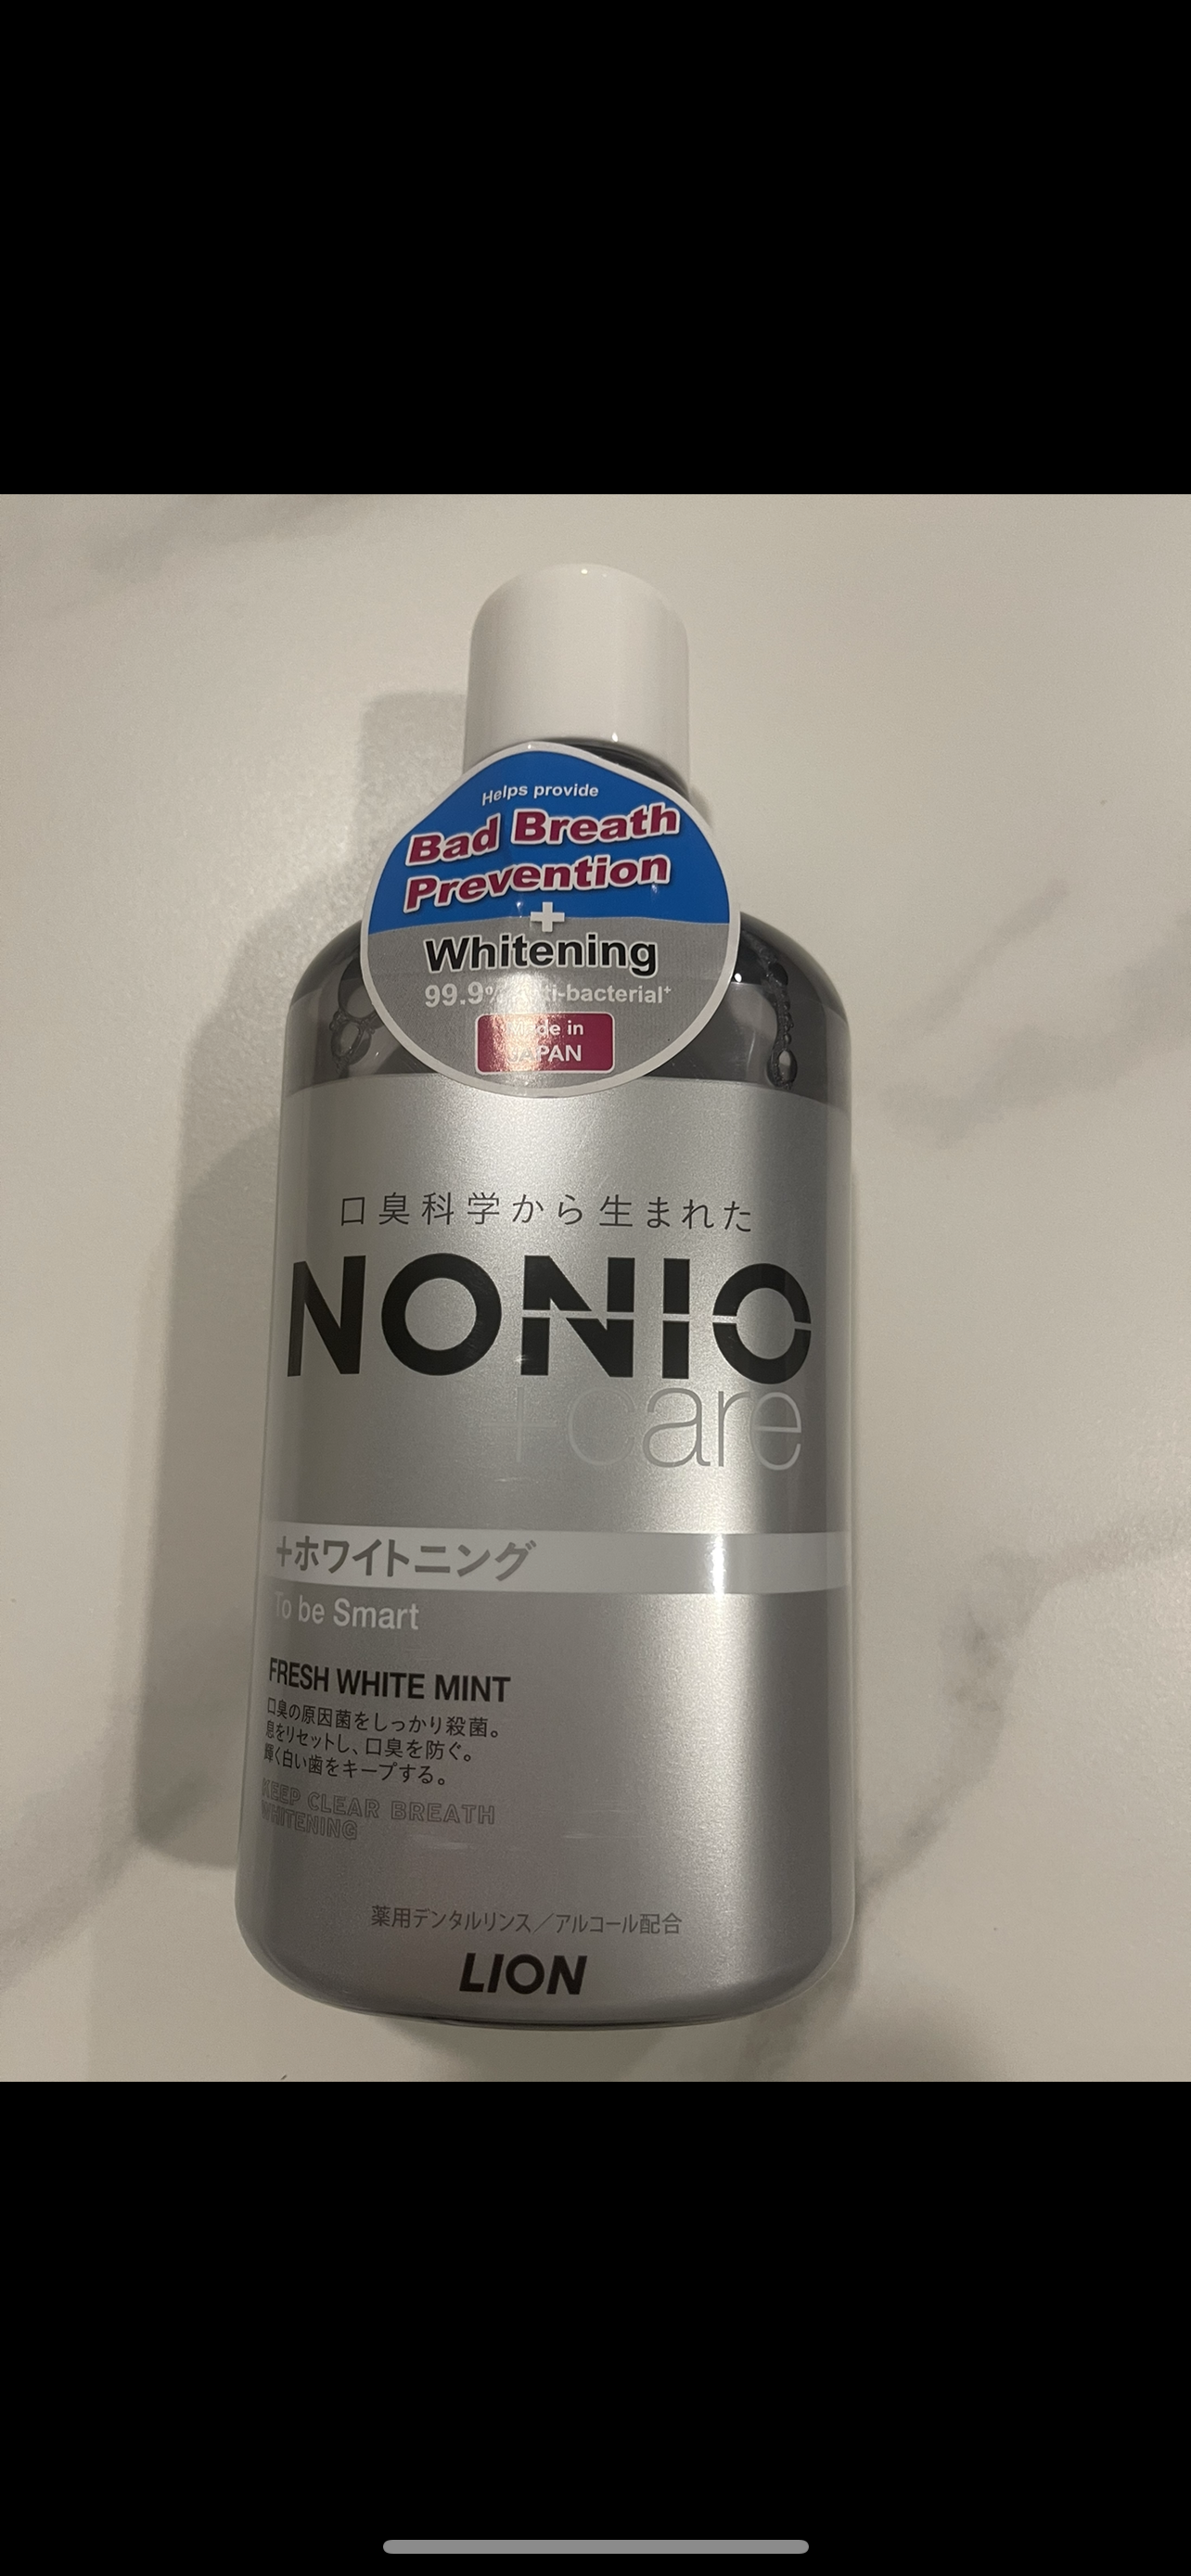 Helps provide
Bad Breath
Prevention
+
Whitening
99.9% Anti-bacterial+
Made in
JAPAN
口臭科学から生まれた
NONIO
+care
+ホワイトニング
To be Smart
FRESH WHITE MINT
口臭の原因菌をしっかり殺菌。
息をリセットし、口臭を防ぐ。
輝く白い歯をキープする。
KEEP CLEAR BREATH
WHITENING
薬用デンタルリンス／アルコール配合
LION